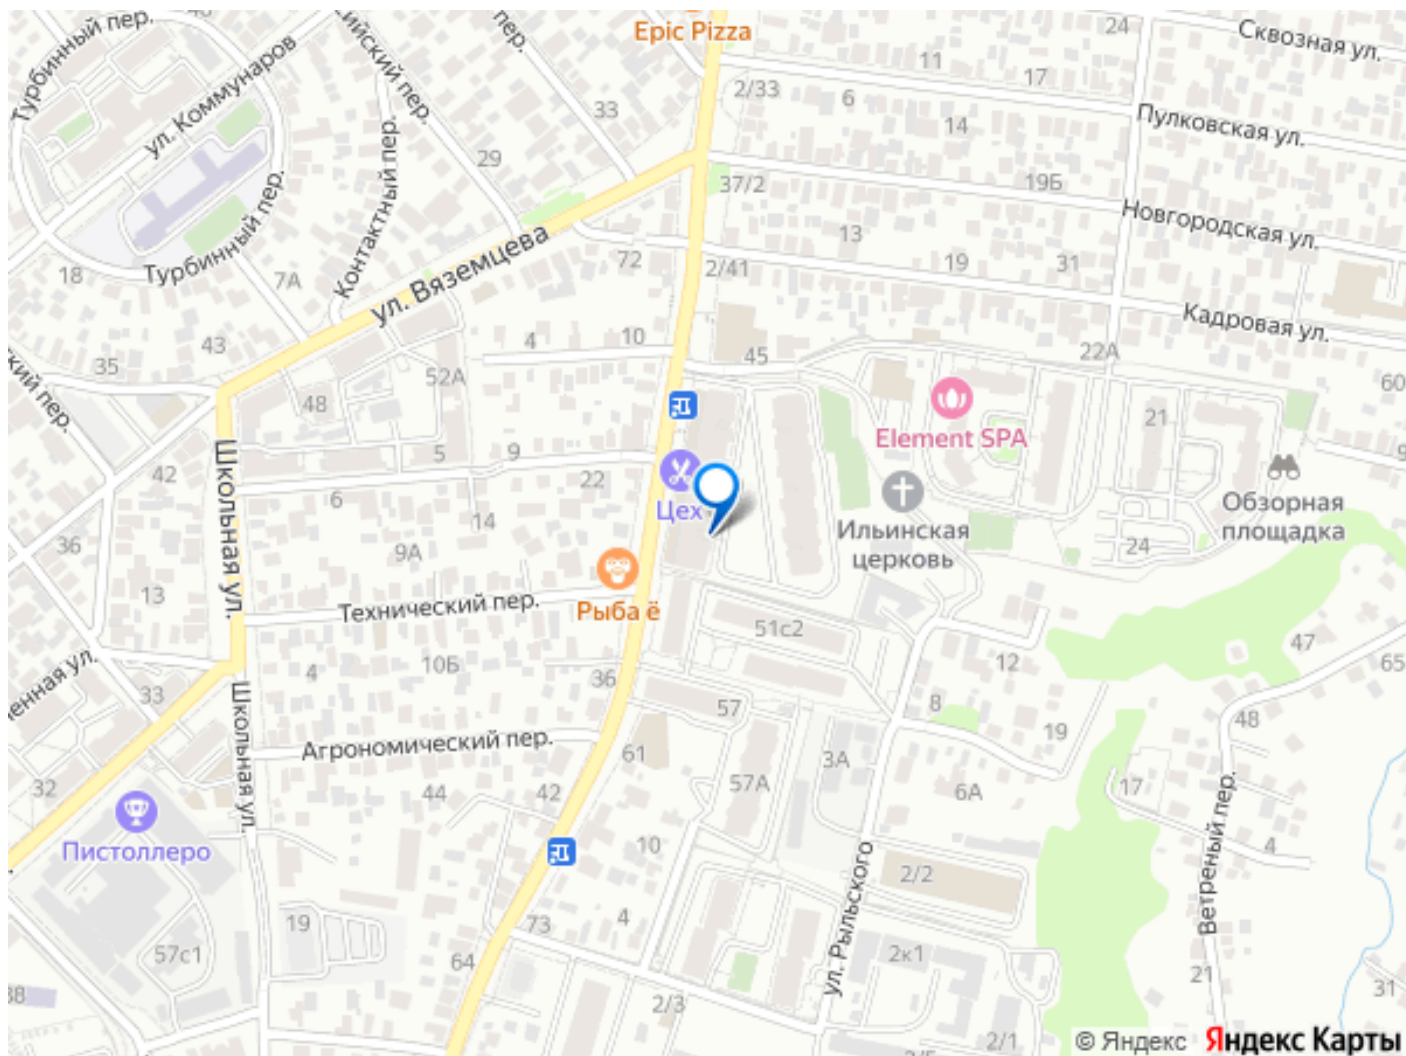 Турбинный пер.
Epic Pizza
24
Сквозная ул.
ул. Коммунаров
пер.
11
17
2/33
6
14
33
Пулковская ул.
Контактный пер.
29
37/2
19Б
Новгородская ул.
Турбинный пер.
18
7А
ул. Вяземцева
72
2/41
13
19
31
Кадровая ул.
43
35
4
10
45
22А
60
52А
48
Element SPA
21
Школьная ул.
42
5
9
22
6
14
Цех
Ильинская
церковь
Обзорная
площадка
24
36
9А
13
Технический пер.
Рыба ё
51с2
47
65
4
10Б
36
12
33
Школьная ул.
57
8
19
48
Агрономический пер.
61
3А
32
44
42
57А
6А
17
Ветреный пер.
4
Пистоллеро
10
ул. Рыльского
2/2
19
73
4
57с1
64
2к1
21
31
2/3
2/1
© Яндекс
Яндекс Карты